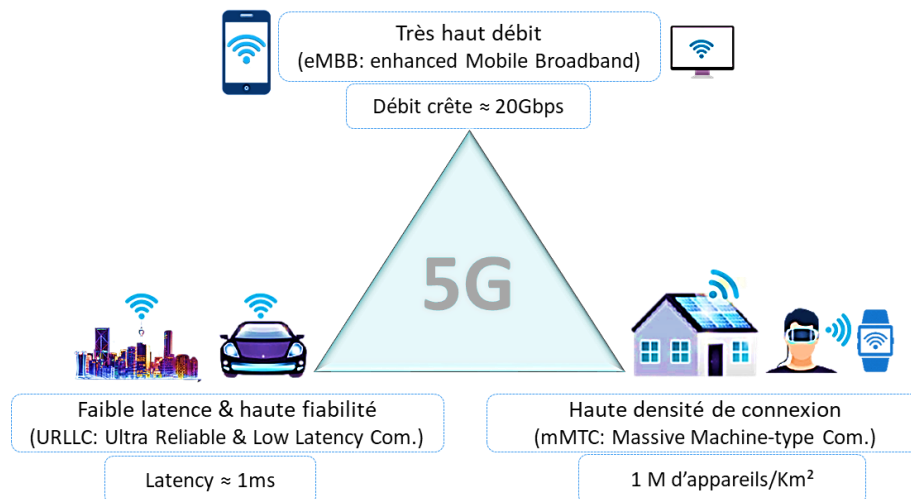 Très haut débit
(eMBB: enhanced Mobile Broadband)
Débit crête ≈ 20Gbps
5G
Faible latence & haute fiabilité
(URLLC: Ultra Reliable & Low Latency Com.)
Latency ≈ 1ms
Haute densité de connexion
(mMTC: Massive Machine-type Com.)
1 M d’appareils/Km²